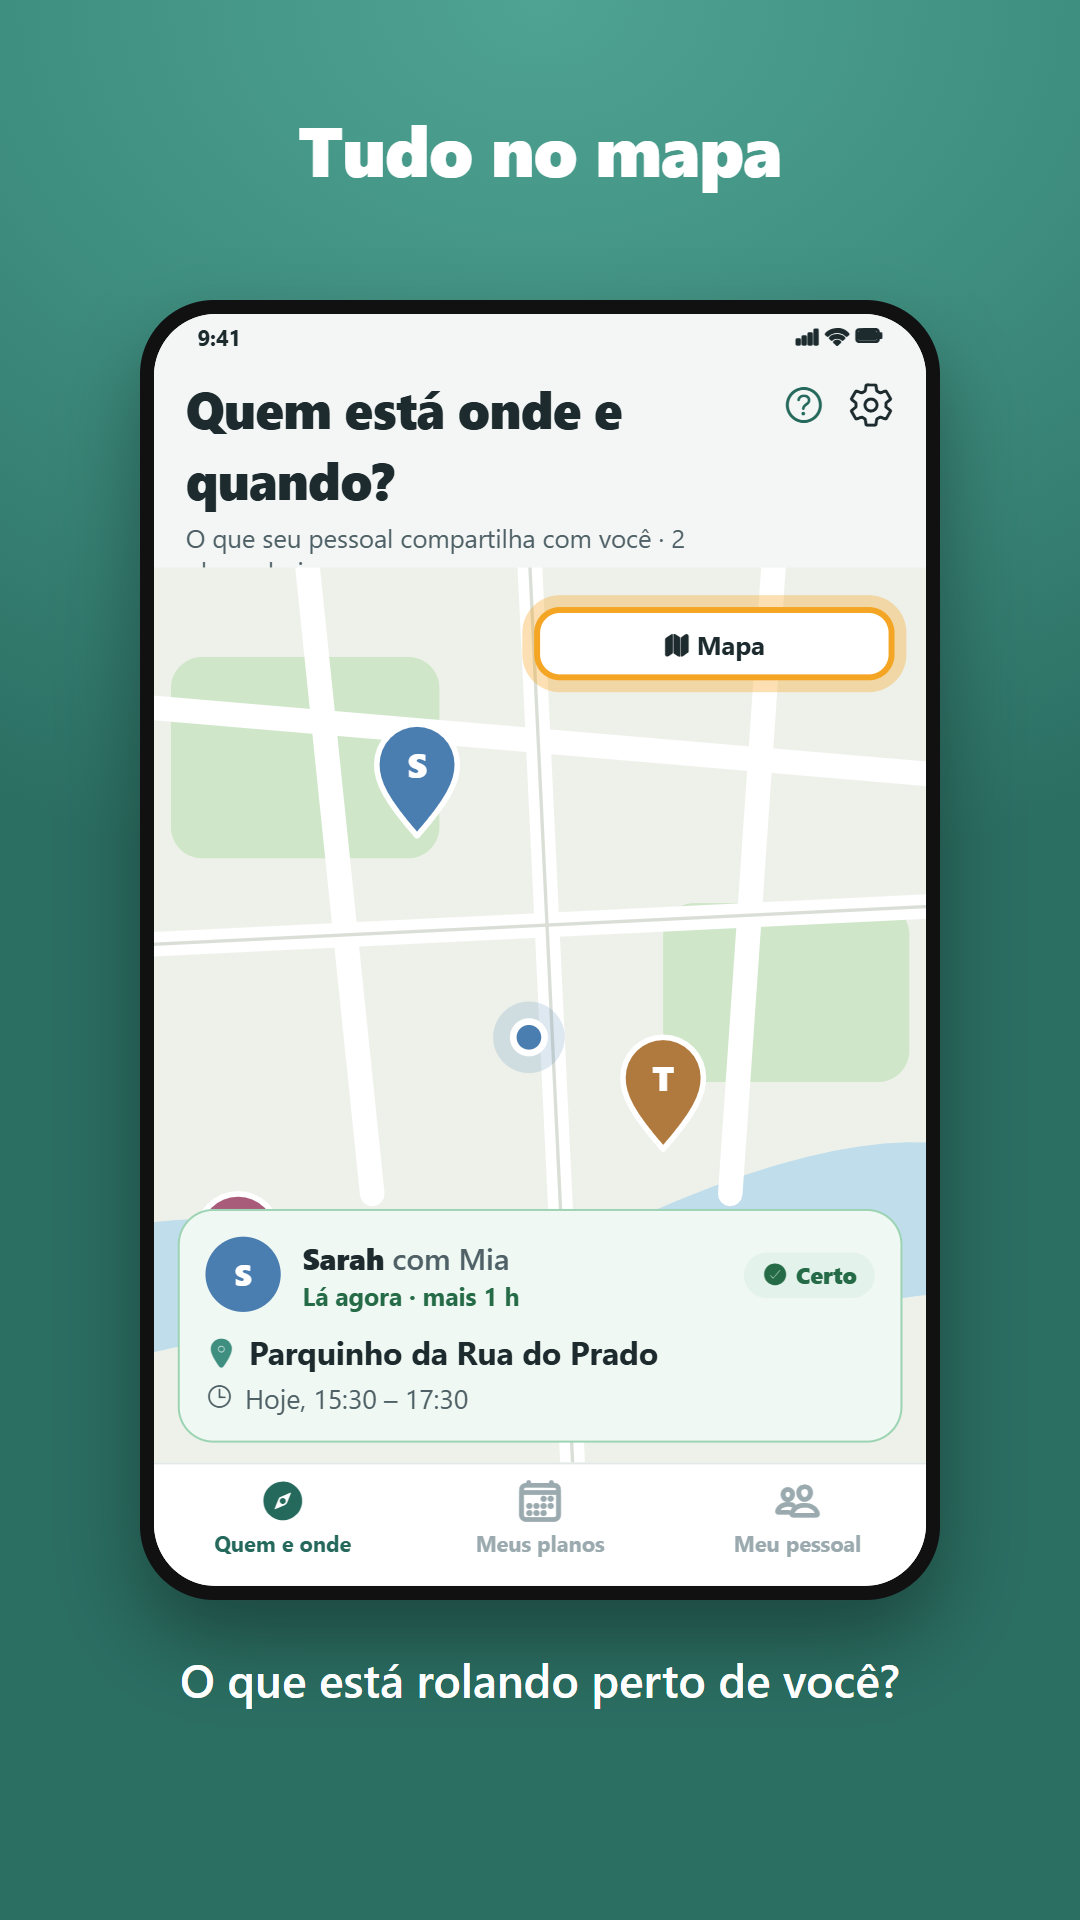 Tudo no mapa
9:41
Quem está onde e
quando?
O que seu pessoal compartilha com você · 2
Mapa
S
T
S
Sarah com Mia
Lá agora · mais 1 h
Certo
Parquinho da Rua do Prado
Hoje, 15:30 – 17:30
Quem e onde
Meus planos
Meu pessoal
O que está rolando perto de você?